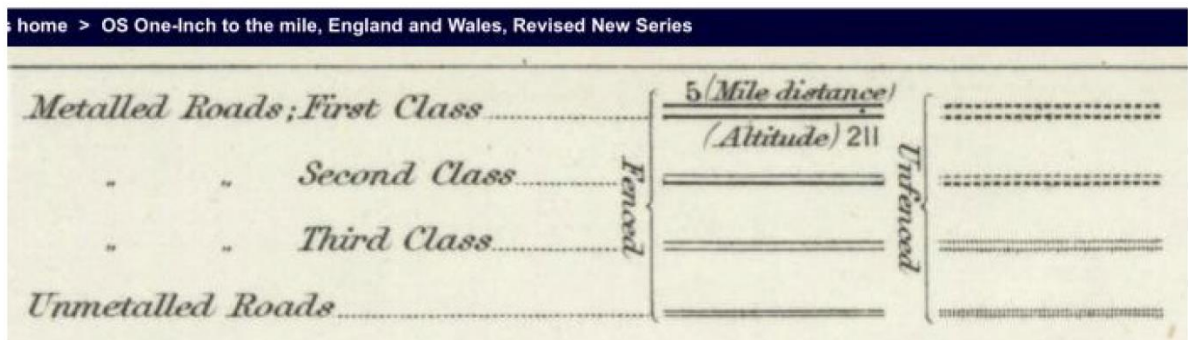 s home > OS One-Inch to the mile, England and Wales, Revised New Series
Metalled Roads; First Class
5 (Mile distance)
(Altitude) 211
„ „ Second Class
„ „ Third Class
Unmetalled Roads
Fenced
Unfenced